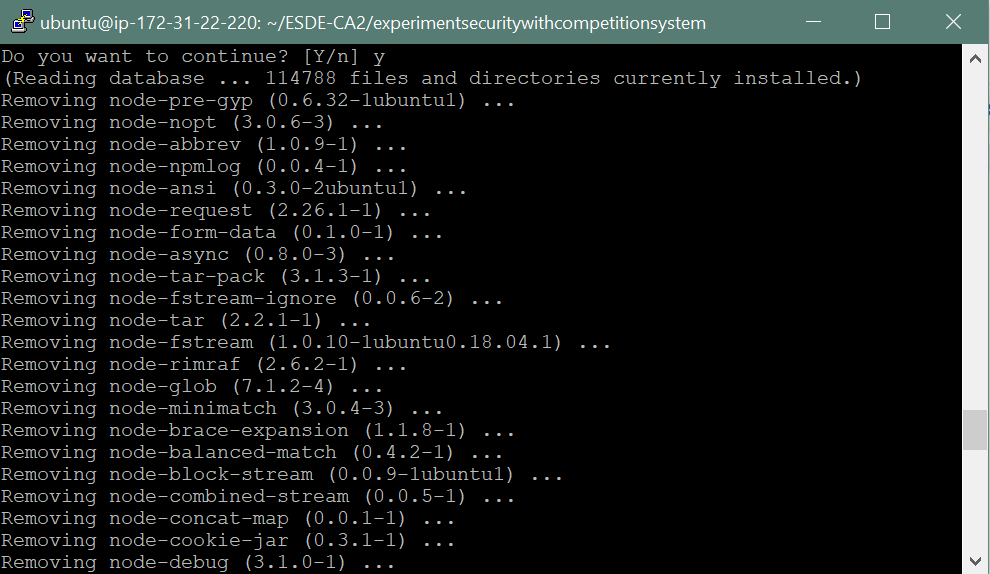 ubuntu@ip-172-31-22-220: ~/ESDE-CA2/experimentsecuritywithcompetitionsystem
Do you want to continue? [Y/n] y
(Reading database ... 114788 files and directories currently installed.)
Removing node-pre-gyp (0.6.32-1ubuntu1) ...
Removing node-nopt (3.0.6-3) ...
Removing node-abbrev (1.0.9-1) ...
Removing node-npmlog (0.0.4-1) ...
Removing node-ansi (0.3.0-2ubuntu1) ...
Removing node-request (2.26.1-1) ...
Removing node-form-data (0.1.0-1) ...
Removing node-async (0.8.0-3) ...
Removing node-tar-pack (3.1.3-1) ...
Removing node-fstream-ignore (0.0.6-2) ...
Removing node-tar (2.2.1-1) ...
Removing node-fstream (1.0.10-1ubuntu0.18.04.1) ...
Removing node-rimraf (2.6.2-1) ...
Removing node-glob (7.1.2-4) ...
Removing node-minimatch (3.0.4-3) ...
Removing node-brace-expansion (1.1.8-1) ...
Removing node-balanced-match (0.4.2-1) ...
Removing node-block-stream (0.0.9-1ubuntu1) ...
Removing node-combined-stream (0.0.5-1) ...
Removing node-concat-map (0.0.1-1) ...
Removing node-cookie-jar (0.3.1-1) ...
Removing node-debug (3.1.0-1) ...